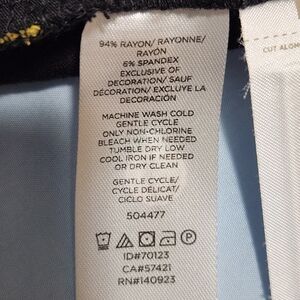 94% RAYON/ RAYONNE/
RAYÓN
6% SPANDEX
EXCLUSIVE OF
DECORATION/ SAUF
DÉCORATION/ EXCLUYE LA
DECORACIÓN
MACHINE WASH COLD
GENTLE CYCLE
ONLY NON-CHLORINE
BLEACH WHEN NEEDED
TUMBLE DRY LOW
COOL IRON IF NEEDED
OR DRY CLEAN
GENTLE CYCLE/
CYCLE DÉLICAT/
CICLO SUAVE
504477
ID#70123
CA#57421
RN#140923
CUT ALON